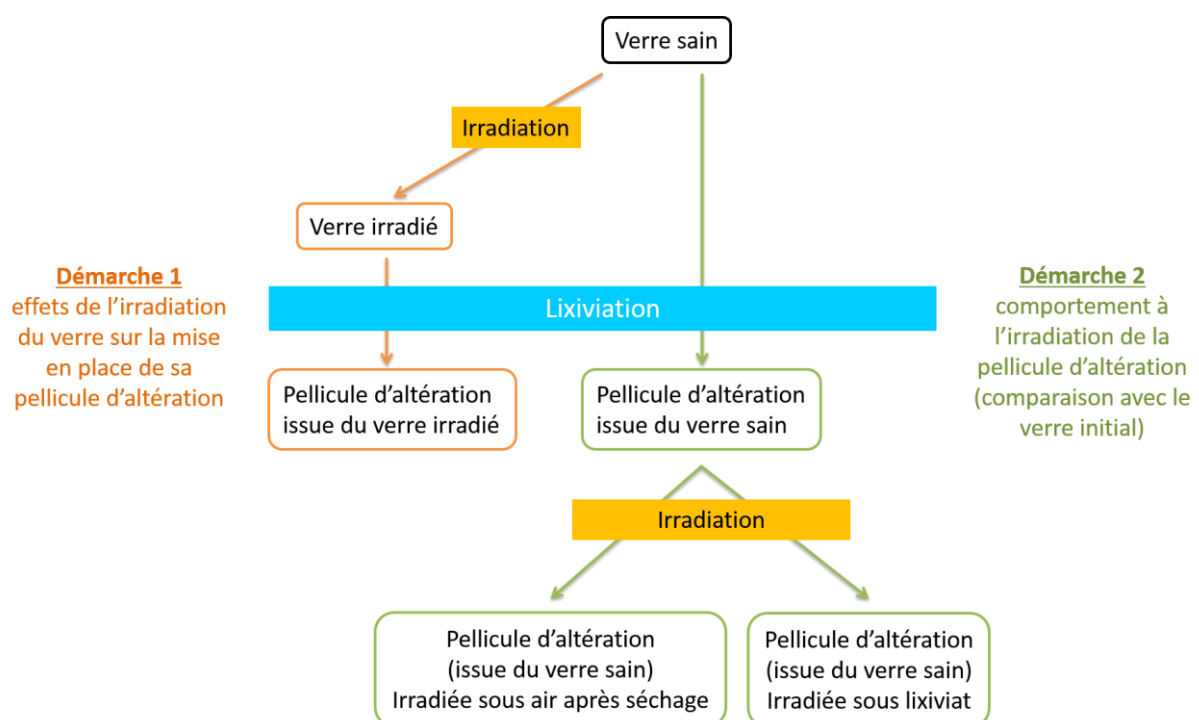 Verre sain
Irradiation
Verre irradié
Démarche 1
effets de l'irradiation
du verre sur la mise
en place de sa
pellicule d'altération
Lixiviation
Démarche 2
comportement à
l'irradiation de la
pellicule d'altération
(comparaison avec le
verre initial)
Pellicule d'altération
issue du verre irradié
Pellicule d'altération
issue du verre sain
Irradiation
Pellicule d'altération
(issue du verre sain)
Irradiée sous air après séchage
Pellicule d'altération
(issue du verre sain)
Irradiée sous lixiviat